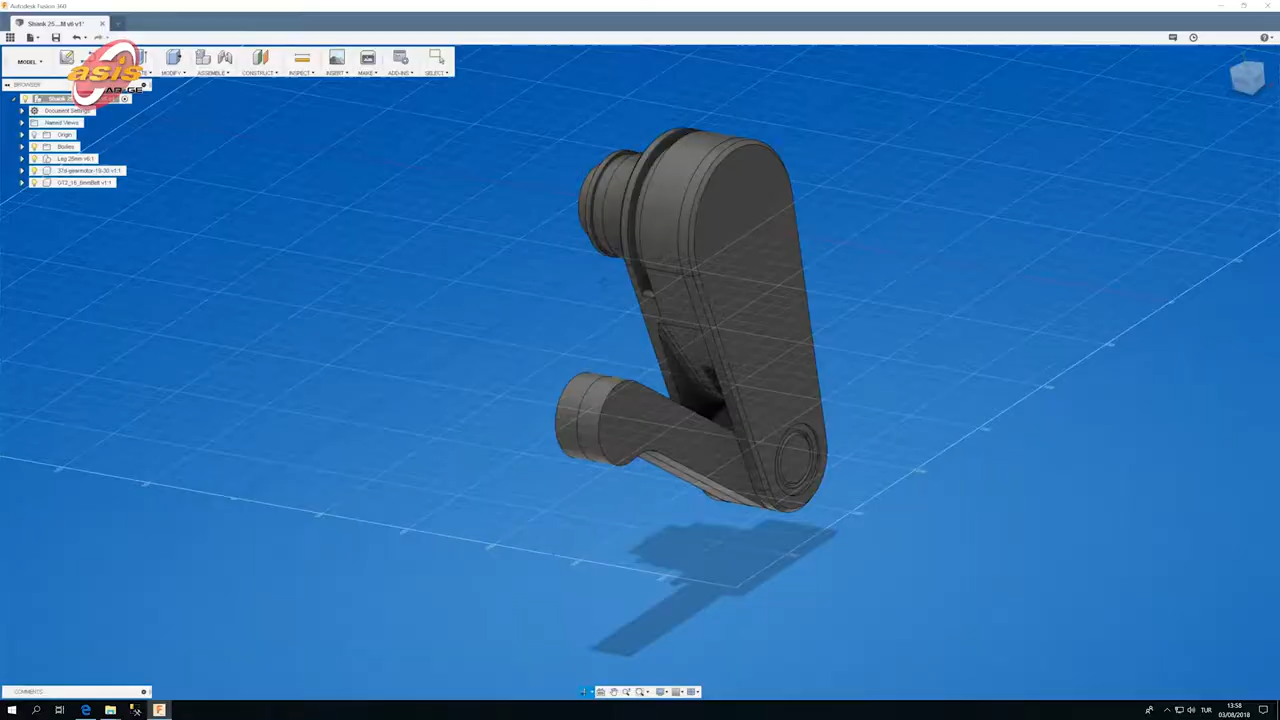 Autodesk Fusion 360
Shank 25 ...M v6 v1*
MODEL
MODIFY
ASSEMBLE
CONSTRUCT
INSPECT
INSERT
MAKE
ADD-INS
SELECT
asis
AR-GE
BROWSER
Document Settings
Named Views
Origin
Bodies
Leg 25mm v6:1
37d-gearmotor-19-30 v1:1
GT2_16_6mmBelt v1:1
COMMENTS
TUR
13:58
03/08/2018